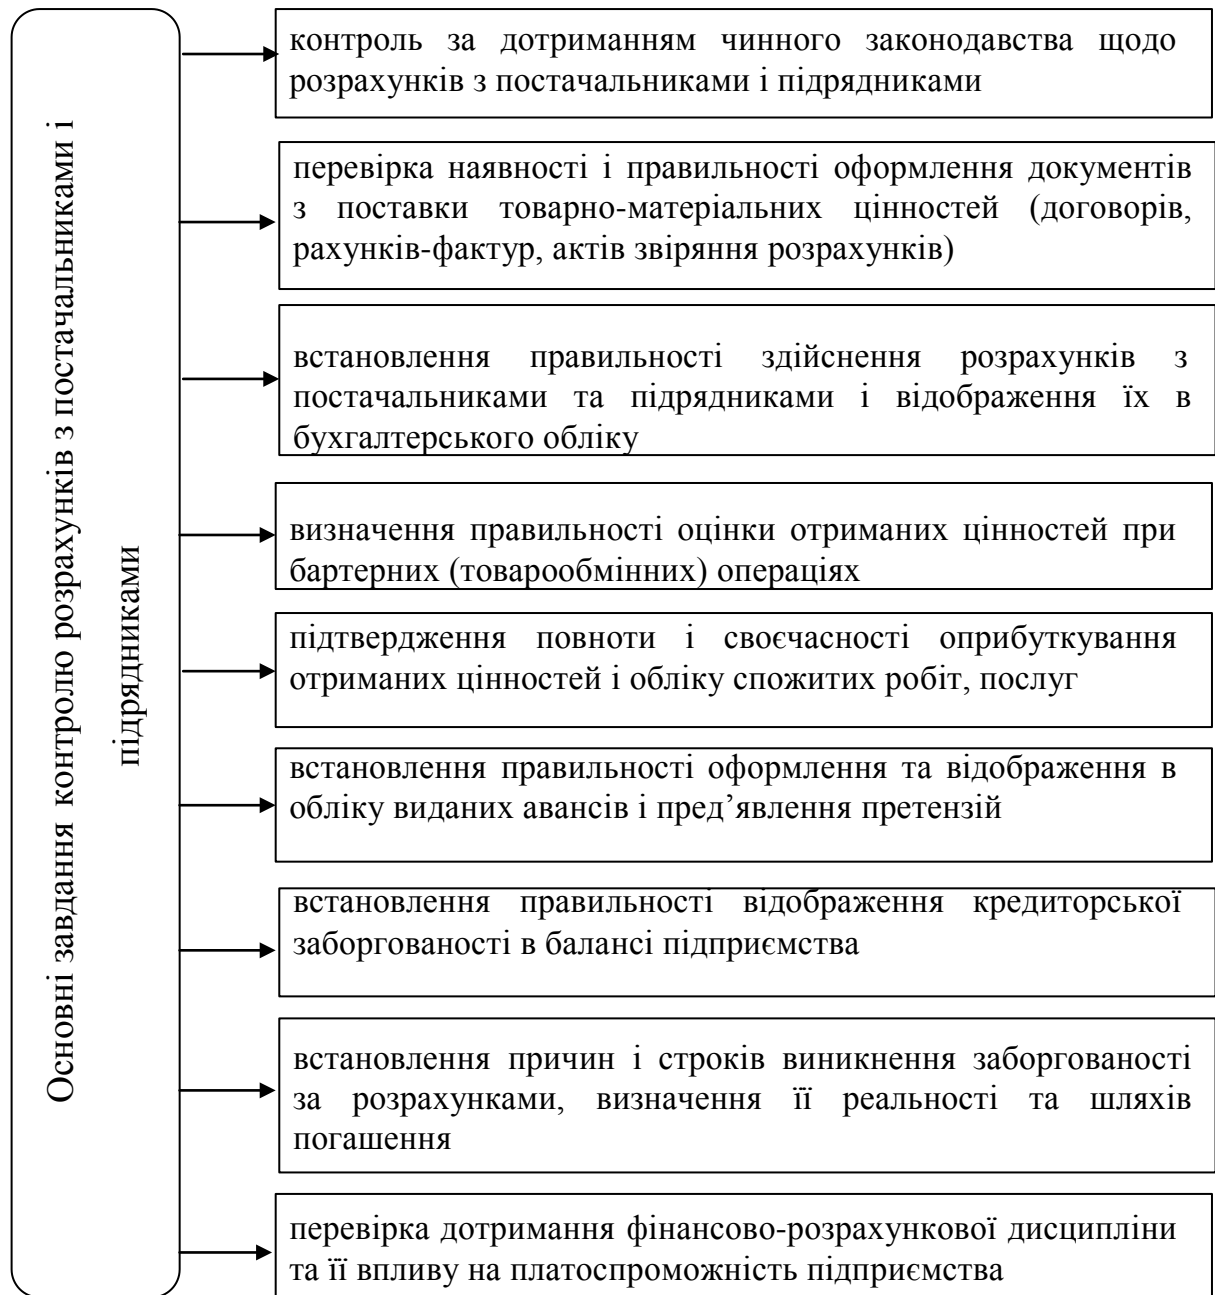 Основні завдання контролю розрахунків з постачальниками і
підрядниками
контроль за дотриманням чинного законодавства щодо
розрахунків з постачальниками і підрядниками
перевірка наявності і правильності оформлення документів
з поставки товарно-матеріальних цінностей (договорів,
рахунків-фактур, актів звіряння розрахунків)
встановлення правильності здійснення розрахунків з
постачальниками та підрядниками і відображення їх в
бухгалтерського обліку
визначення правильності оцінки отриманих цінностей при
бартерних (товарообмінних) операціях
підтвердження повноти і своєчасності оприбуткування
отриманих цінностей і обліку спожитих робіт, послуг
встановлення правильності оформлення та відображення в
обліку виданих авансів і пред’явлення претензій
встановлення правильності відображення кредиторської
заборгованості в балансі підприємства
встановлення причин і строків виникнення заборгованості
за розрахунками, визначення її реальності та шляхів
погашення
перевірка дотримання фінансово-розрахункової дисципліни
та її впливу на платоспроможність підприємства